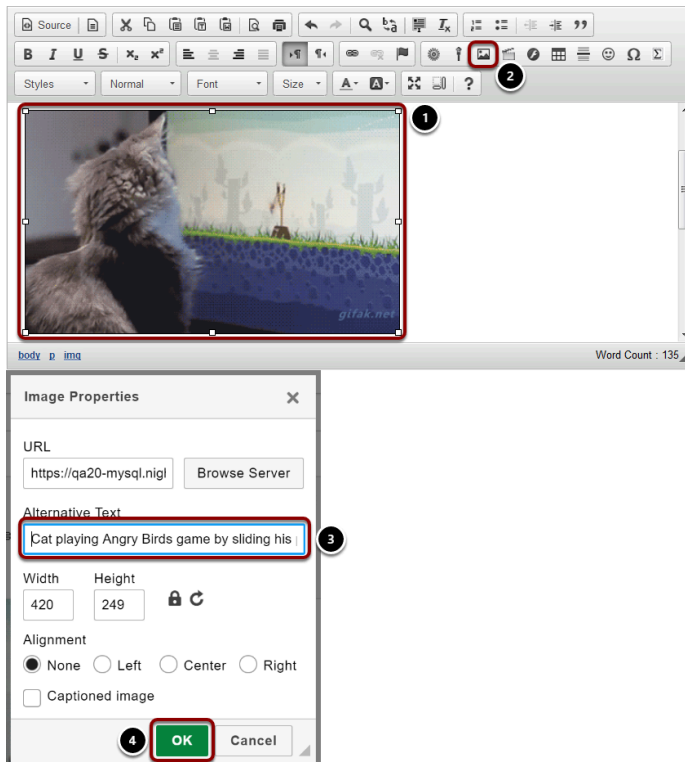 Source
B I U S x₂ x²
Styles Normal Font Size A A ?
2
1
gifak.net
body p img Word Count : 135
Image Properties
URL
https://qa20-mysql.nigl Browse Server
Alternative Text
Cat playing Angry Birds game by sliding his
3
Width Height
420 249
Alignment
None Left Center Right
Captioned image
4 OK Cancel